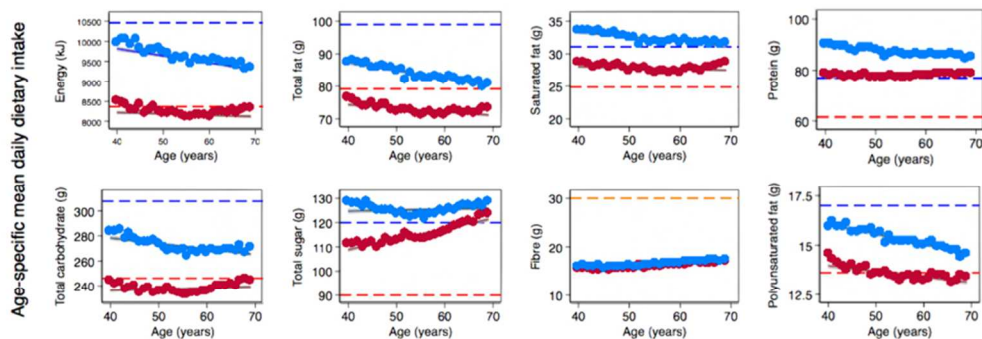 Age-specific mean daily dietary intake
Energy (kJ)
10500
10000
9500
9000
8500
8000
40 50 60 70
Age (years)
Total fat (g)
100
90
80
70
40 50 60 70
Age (years)
Saturated fat (g)
35
30
25
20
40 50 60 70
Age (years)
Protein (g)
100
80
60
40 50 60 70
Age (years)
Total carbohydrate (g)
300
280
260
240
40 50 60 70
Age (years)
Total sugar (g)
130
120
110
100
90
40 50 60 70
Age (years)
Fibre (g)
30
20
10
40 50 60 70
Age (years)
Polyunsaturated fat (g)
17.5
15
12.5
40 50 60 70
Age (years)